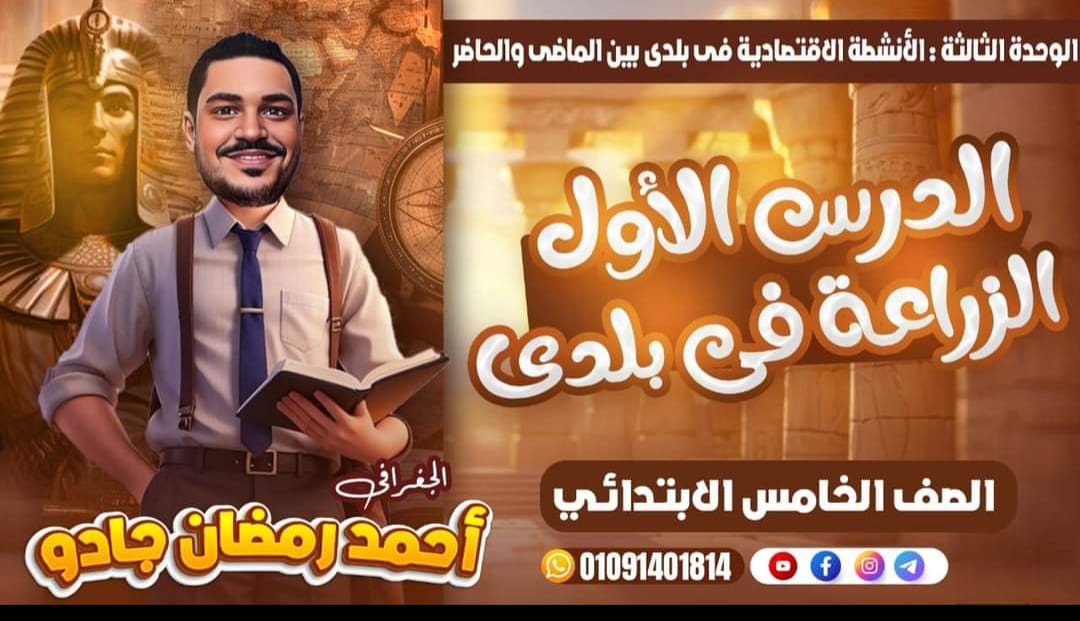 الوحدة الثالثة : الأنشطة الاقتصادية فى بلدى بين الماضى والحاضر
الدرس الأول
الزراعة فى بلدى
الصف الخامس الابتدائي
01091401814
الجغرافى
أحمد رمضان جادو